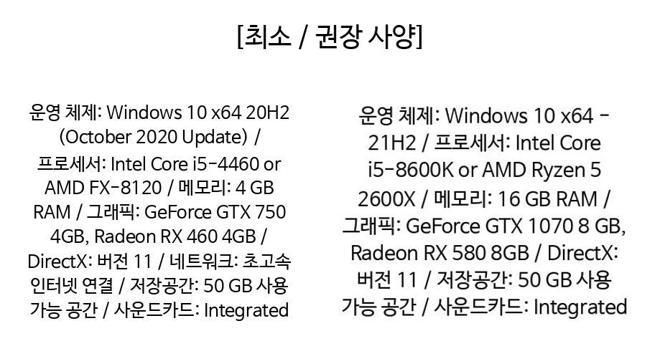 [최소 / 권장 사양]
운영 체제: Windows 10 x64 20H2
(October 2020 Update) /
프로세서: Intel Core i5-4460 or
AMD FX-8120 / 메모리: 4 GB
RAM / 그래픽: GeForce GTX 750
4GB, Radeon RX 460 4GB /
DirectX: 버전 11 / 네트워크: 초고속
인터넷 연결 / 저장공간: 50 GB 사용
가능 공간 / 사운드카드: Integrated
운영 체제: Windows 10 x64 -
21H2 / 프로세서: Intel Core
i5-8600K or AMD Ryzen 5
2600X / 메모리: 16 GB RAM /
그래픽: GeForce GTX 1070 8 GB,
Radeon RX 580 8GB / DirectX:
버전 11 / 저장공간: 50 GB 사용
가능 공간 / 사운드카드: Integrated